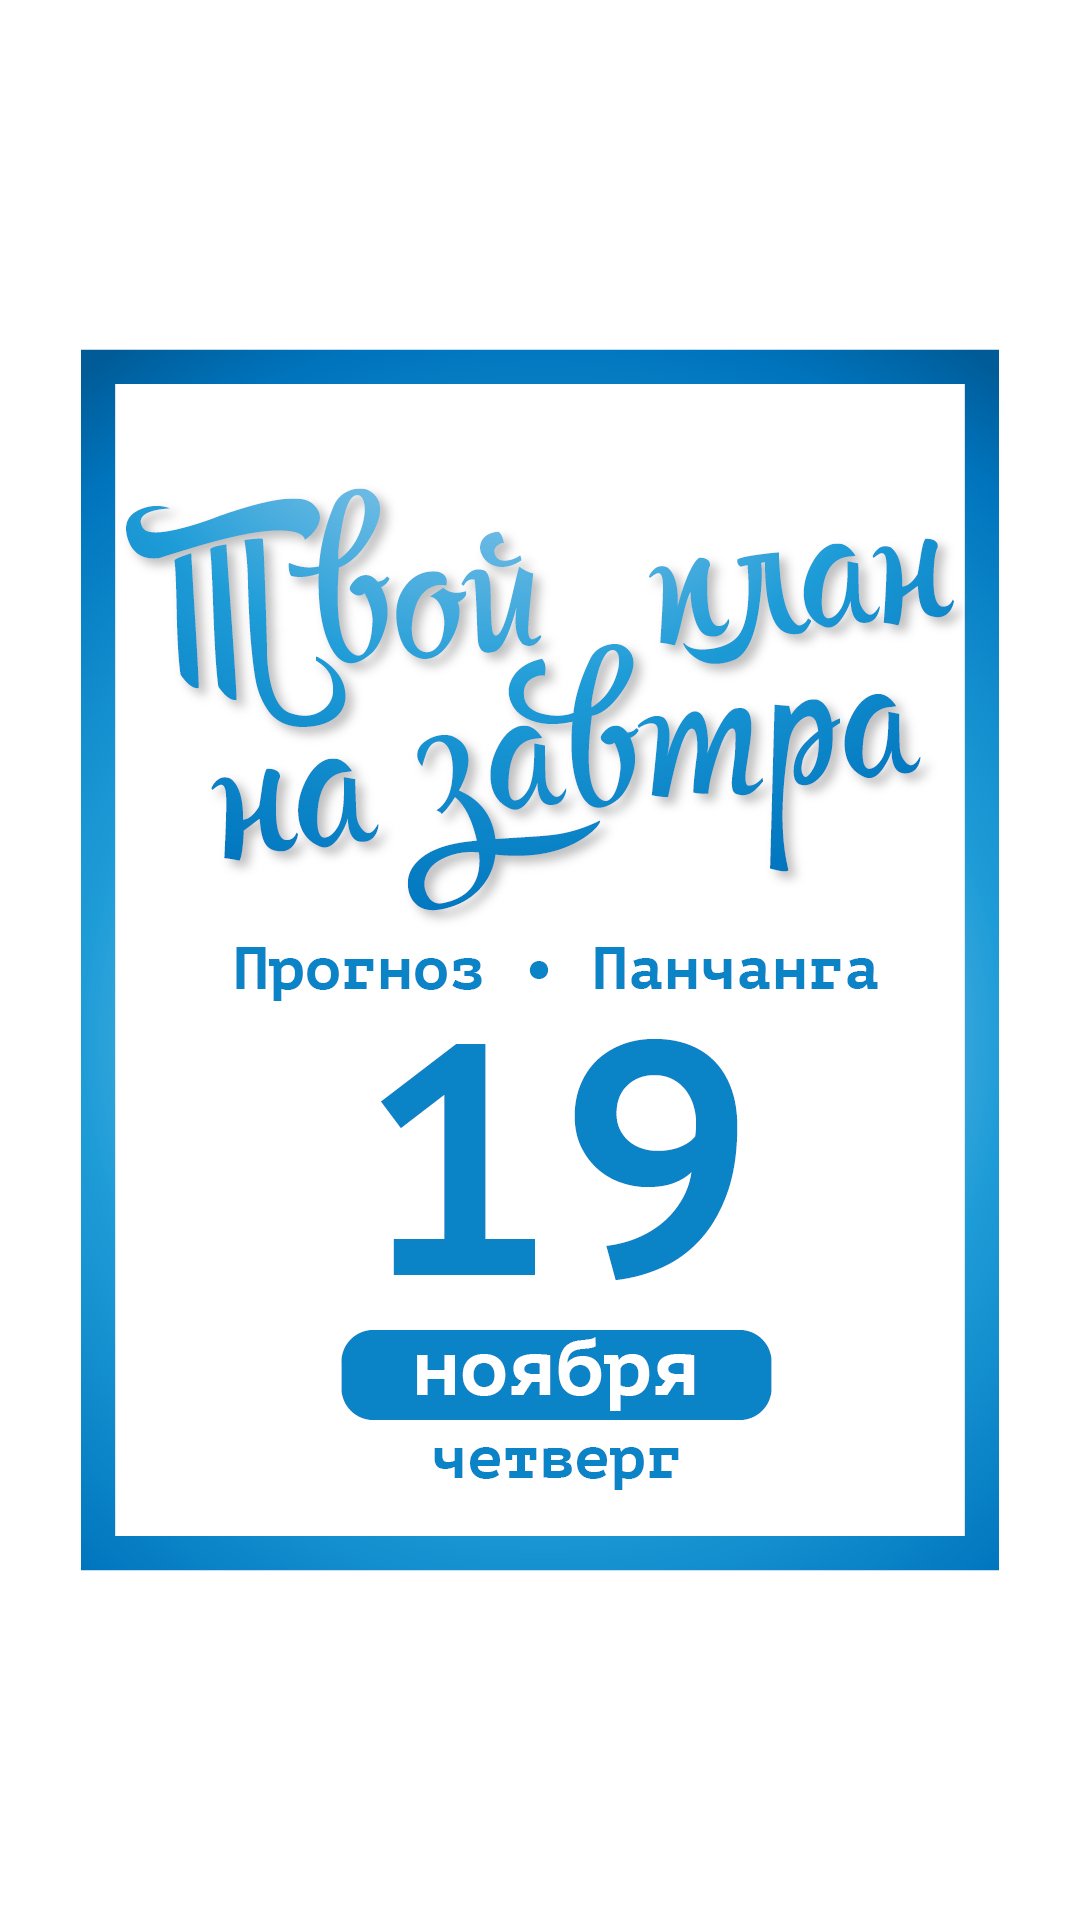 Твой план
на завтра
Прогноз • Панчанга
19
ноября
четверг